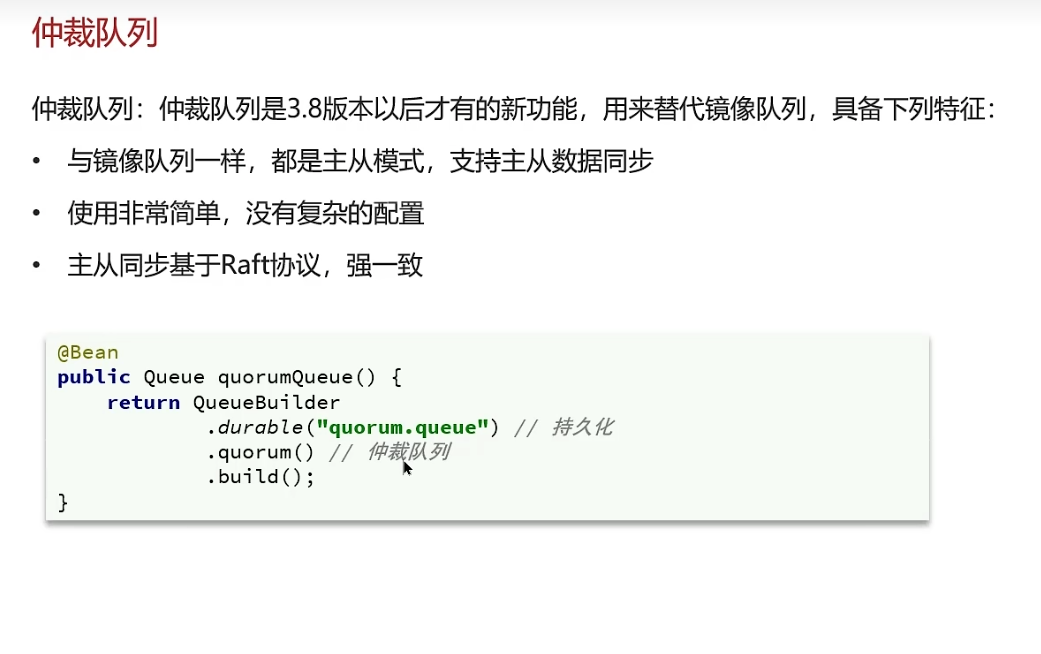 仲裁队列
仲裁队列：仲裁队列是3.8版本以后才有的新功能，用来替代镜像队列，具备下列特征：
• 与镜像队列一样，都是主从模式，支持主从数据同步
• 使用非常简单，没有复杂的配置
• 主从同步基于Raft协议，强一致
@Bean
public Queue quorumQueue() {
    return QueueBuilder
            .durable("quorum.queue") // 持久化
            .quorum() // 仲裁队列
            .build();
}